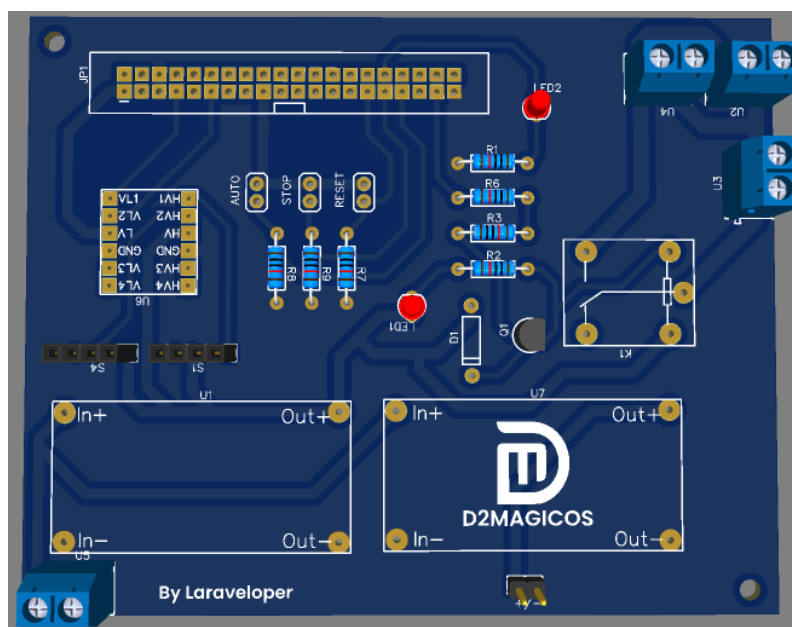 JP1
LED2
U4
U2
R1
U3
AUTO
STOP
RESET
R6
VL1
HV1
VL2
HV2
LV
HV
GND
GND
VL3
HV3
VL4
HV4
U6
R3
R8
R9
R7
R2
LED1
D1
Q1
K1
S4
S1
U1
U7
In+
Out+
In+
Out+
D2MAGICOS
In-
Out-
In-
Out-
U5
By Laraveloper
+/-